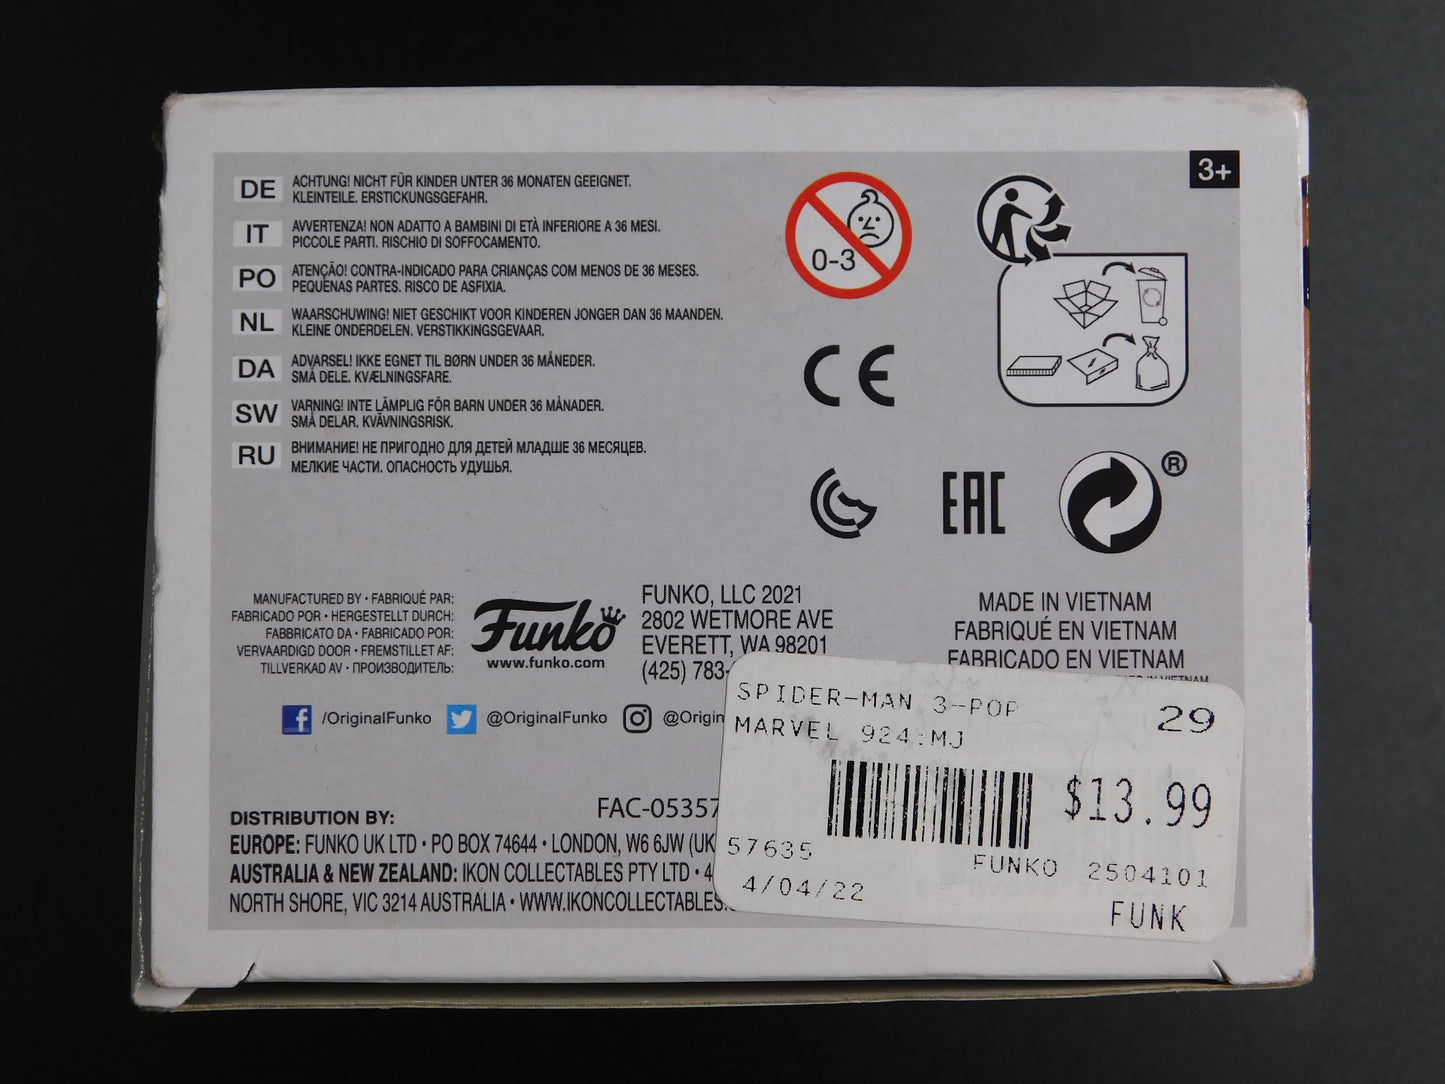 3+
DE ACHTUNG! NICHT FÜR KINDER UNTER 36 MONATEN GEEIGNET.
KLEINTEILE. ERSTICKUNGSGEFAHR.
IT AVVERTENZA! NON ADATTO A BAMBINI DI ETÀ INFERIORE A 36 MESI.
PICCOLE PARTI. RISCHIO DI SOFFOCAMENTO.
PO ATENÇÃO! CONTRA-INDICADO PARA CRIANÇAS COM MENOS DE 36 MESES.
PEQUENAS PARTES. RISCO DE ASFIXIA.
NL WAARSCHUWING! NIET GESCHIKT VOOR KINDEREN JONGER DAN 36 MAANDEN.
KLEINE ONDERDELEN. VERSTIKKINGSGEVAAR.
DA ADVARSEL! IKKE EGNET TIL BØRN UNDER 36 MÅNEDER.
SMÅ DELE. KVÆLNINGSFARE.
SW VARNING! INTE LÄMPLIG FÖR BARN UNDER 36 MÅNADER.
SMÅ DELAR. KVÄVNINGSRISK.
RU ВНИМАНИЕ! НЕ ПРИГОДНО ДЛЯ ДЕТЕЙ МЛАДШЕ 36 МЕСЯЦЕВ.
МЕЛКИЕ ЧАСТИ. ОПАСНОСТЬ УДУШЬЯ.
0-3
CE
EAC
®
MANUFACTURED BY • FABRIQUÉ PAR:
FABRICADO POR • HERGESTELLT DURCH:
FABBRICATO DA • FABRICADO POR:
VERVAARDIGD DOOR • FREMSTILLET AF:
TILLVERKAD AV • ПРОИЗВОДИТЕЛЬ:
Funko
www.funko.com
FUNKO, LLC 2021
2802 WETMORE AVE
EVERETT, WA 98201
(425) 783-
MADE IN VIETNAM
FABRIQUÉ EN VIETNAM
FABRICADO EN VIETNAM
/OriginalFunko @OriginalFunko @Origin
FAC-05357
DISTRIBUTION BY:
EUROPE: FUNKO UK LTD • PO BOX 74644 • LONDON, W6 6JW (UK
AUSTRALIA & NEW ZEALAND: IKON COLLECTABLES PTY LTD • 4
NORTH SHORE, VIC 3214 AUSTRALIA • WWW.IKONCOLLECTABLES.
SPIDER-MAN 3-POP
MARVEL 924:MJ
29
$13.99
57635
FUNKO 2504101
4/04/22
FUNK